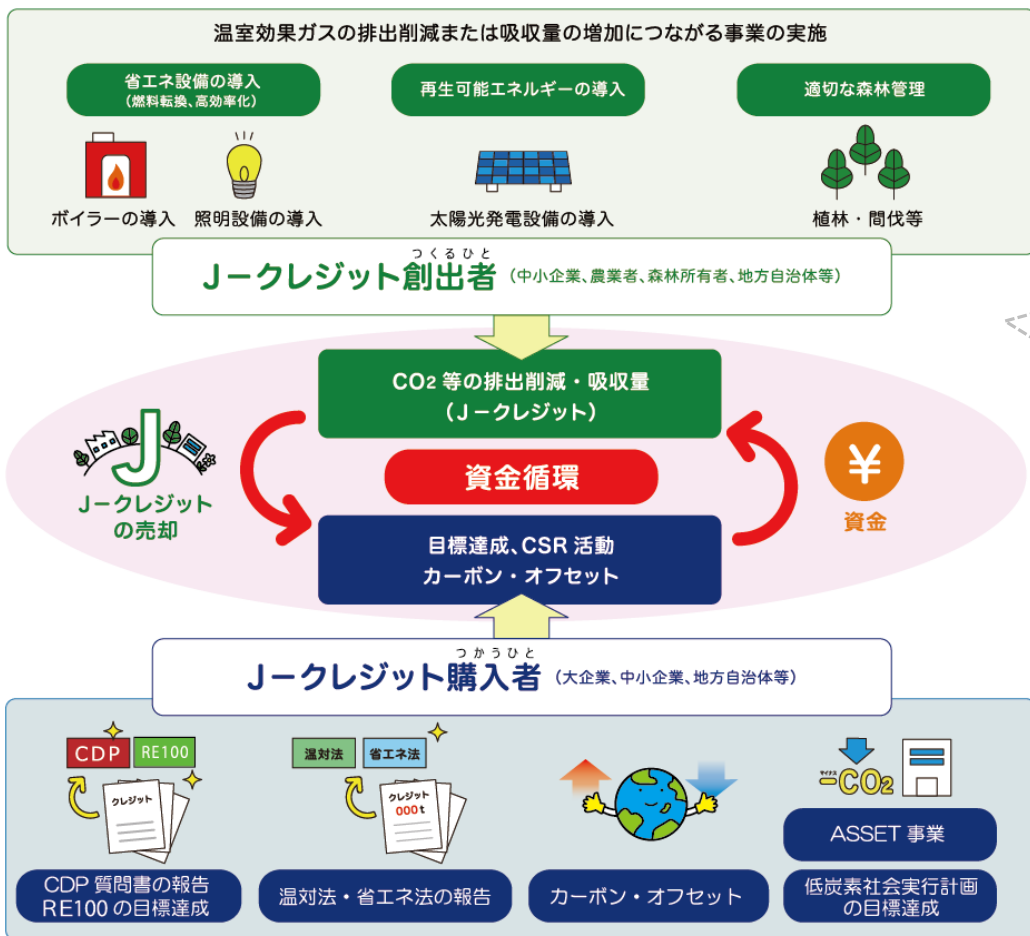 温室効果ガスの排出削減または吸収量の増加につながる事業の実施
省エネ設備の導入
（燃料転換、高効率化）
再生可能エネルギーの導入
適切な森林管理
ボイラーの導入
照明設備の導入
太陽光発電設備の導入
植林・間伐等
つくるひと
Jークレジット創出者（中小企業、農業者、森林所有者、地方自治体等）
CO2 等の排出削減・吸収量
（Jークレジット）
J
Jークレジット
の売却
資金循環
¥
資金
目標達成、CSR 活動
カーボン・オフセット
つかうひと
Jークレジット購入者（大企業、中小企業、地方自治体等）
CDP
RE100
クレジット
温対法
省エネ法
クレジット
000t
マイナス
-CO2
CDP 質問書の報告
RE100 の目標達成
温対法・省エネ法の報告
カーボン・オフセット
ASSET 事業
低炭素社会実行計画
の目標達成